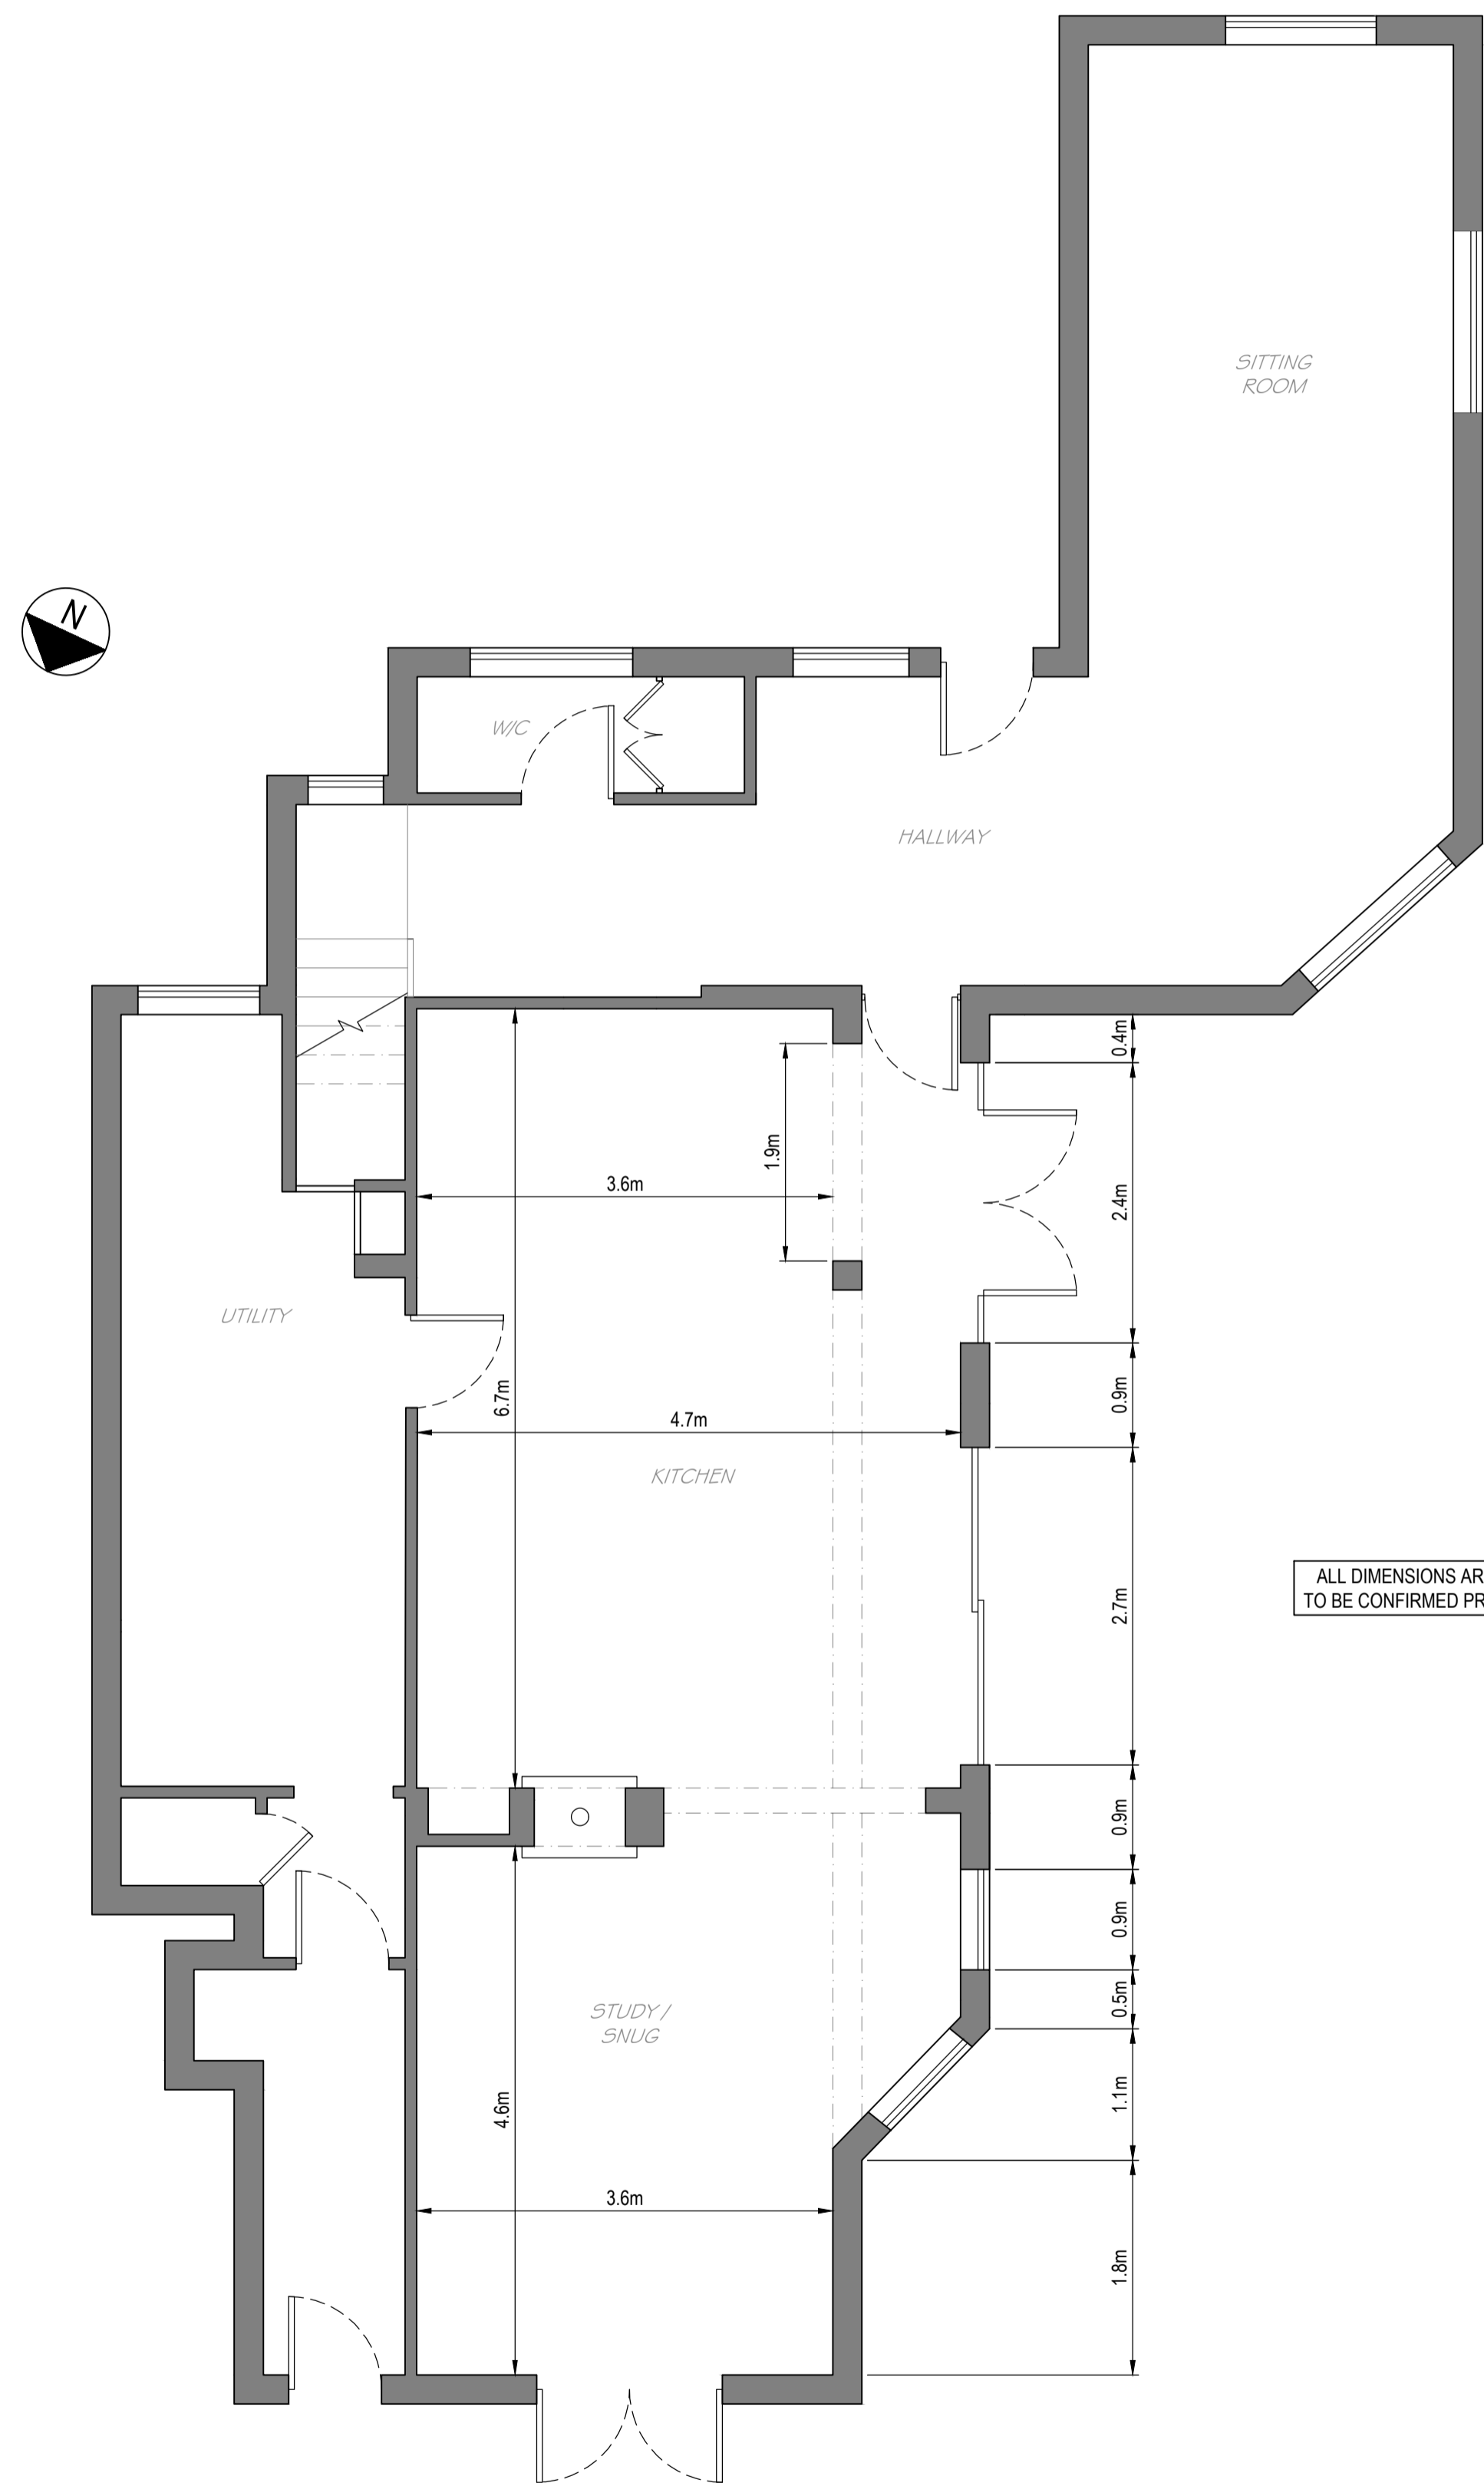 SITTING
ROOM
N
W/C
HALLWAY
0.4m
1.9m
3.6m
2.4m
UTILITY
6.7m
0.9m
4.7m
KITCHEN
2.7m
ALL DIMENSIONS AR
TO BE CONFIRMED PR
0.9m
0.9m
STUDY /
SNUG
0.5m
4.6m
1.1m
3.6m
1.8m